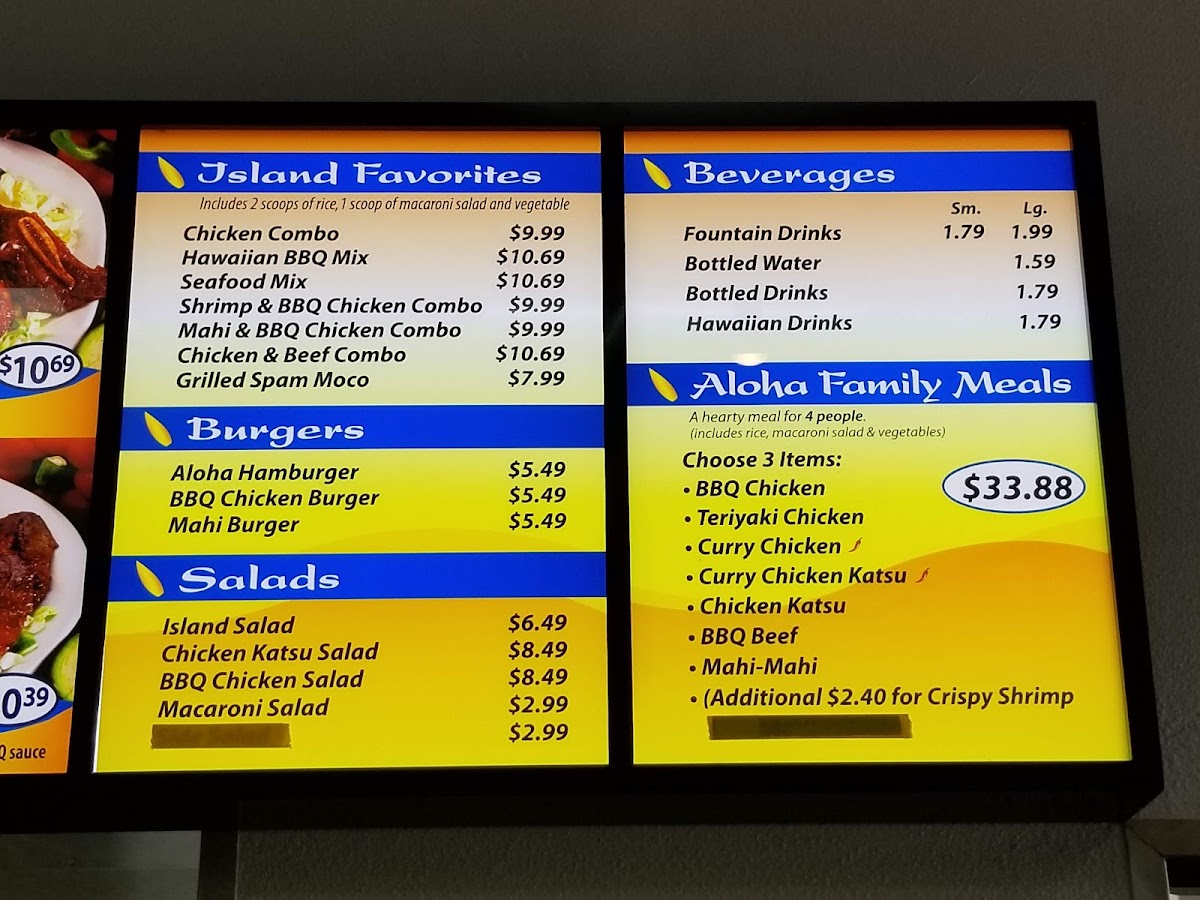 $10.69
0.39
Q sauce
Island Favorites
Includes 2 scoops of rice, 1 scoop of macaroni salad and vegetable
Chicken Combo $9.99
Hawaiian BBQ Mix $10.69
Seafood Mix $10.69
Shrimp & BBQ Chicken Combo $9.99
Mahi & BBQ Chicken Combo $9.99
Chicken & Beef Combo $10.69
Grilled Spam Moco $7.99
Burgers
Aloha Hamburger $5.49
BBQ Chicken Burger $5.49
Mahi Burger $5.49
Salads
Island Salad $6.49
Chicken Katsu Salad $8.49
BBQ Chicken Salad $8.49
Macaroni Salad $2.99
$2.99
Beverages
Sm. Lg.
Fountain Drinks 1.79 1.99
Bottled Water 1.59
Bottled Drinks 1.79
Hawaiian Drinks 1.79
Aloha Family Meals
A hearty meal for 4 people.
(includes rice, macaroni salad & vegetables)
Choose 3 Items:
• BBQ Chicken
$33.88
• Teriyaki Chicken
• Curry Chicken
• Curry Chicken Katsu
• Chicken Katsu
• BBQ Beef
• Mahi-Mahi
• (Additional $2.40 for Crispy Shrimp